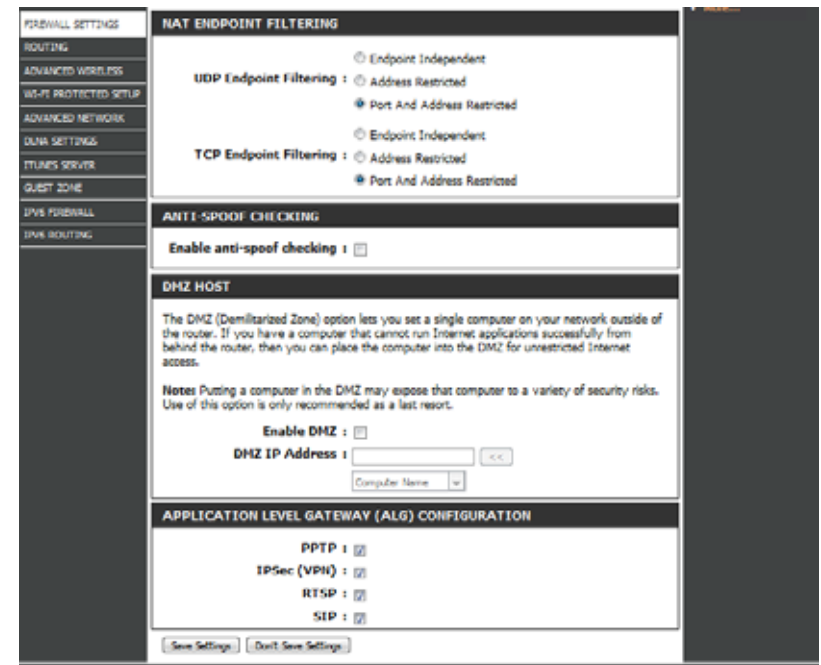 FIREWALL SETTINGS
ROUTING
ADVANCED WIRELESS
WI-FI PROTECTED SETUP
ADVANCED NETWORK
DLNA SETTINGS
ITUNES SERVER
GUEST ZONE
IPV6 FIREWALL
IPV6 ROUTING
NAT ENDPOINT FILTERING
UDP Endpoint Filtering :
Endpoint Independent
Address Restricted
Port And Address Restricted
TCP Endpoint Filtering :
Endpoint Independent
Address Restricted
Port And Address Restricted
ANTI-SPOOF CHECKING
Enable anti-spoof checking :
DMZ HOST
The DMZ (Demilitarized Zone) option lets you set a single computer on your network outside of
the router. If you have a computer that cannot run Internet applications successfully from
behind the router, then you can place the computer into the DMZ for unrestricted Internet
access.
Note: Putting a computer in the DMZ may expose that computer to a variety of security risks.
Use of this option is only recommended as a last resort.
Enable DMZ :
DMZ IP Address :
<<
Computer Name
APPLICATION LEVEL GATEWAY (ALG) CONFIGURATION
PPTP :
IPSec (VPN) :
RTSP :
SIP :
Save Settings
Don't Save Settings